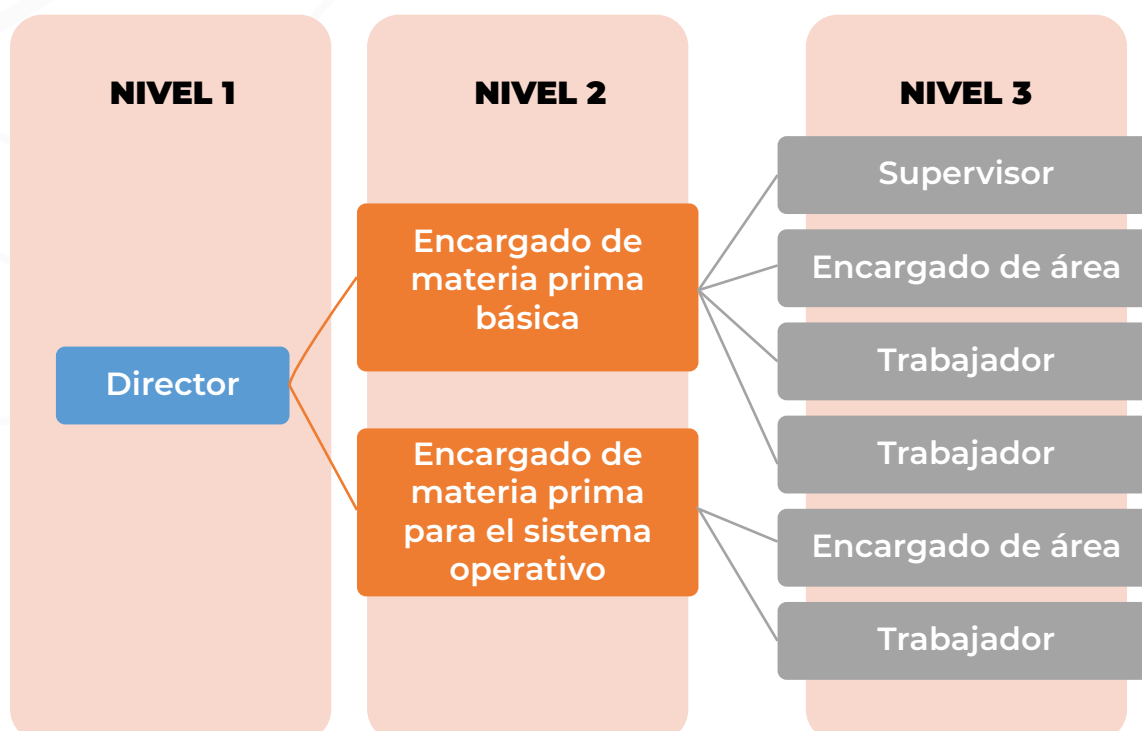 NIVEL 1
NIVEL 2
NIVEL 3
Director
Encargado de
materia prima
básica
Encargado de
materia prima
para el sistema
operativo
Supervisor
Encargado de área
Trabajador
Trabajador
Encargado de área
Trabajador